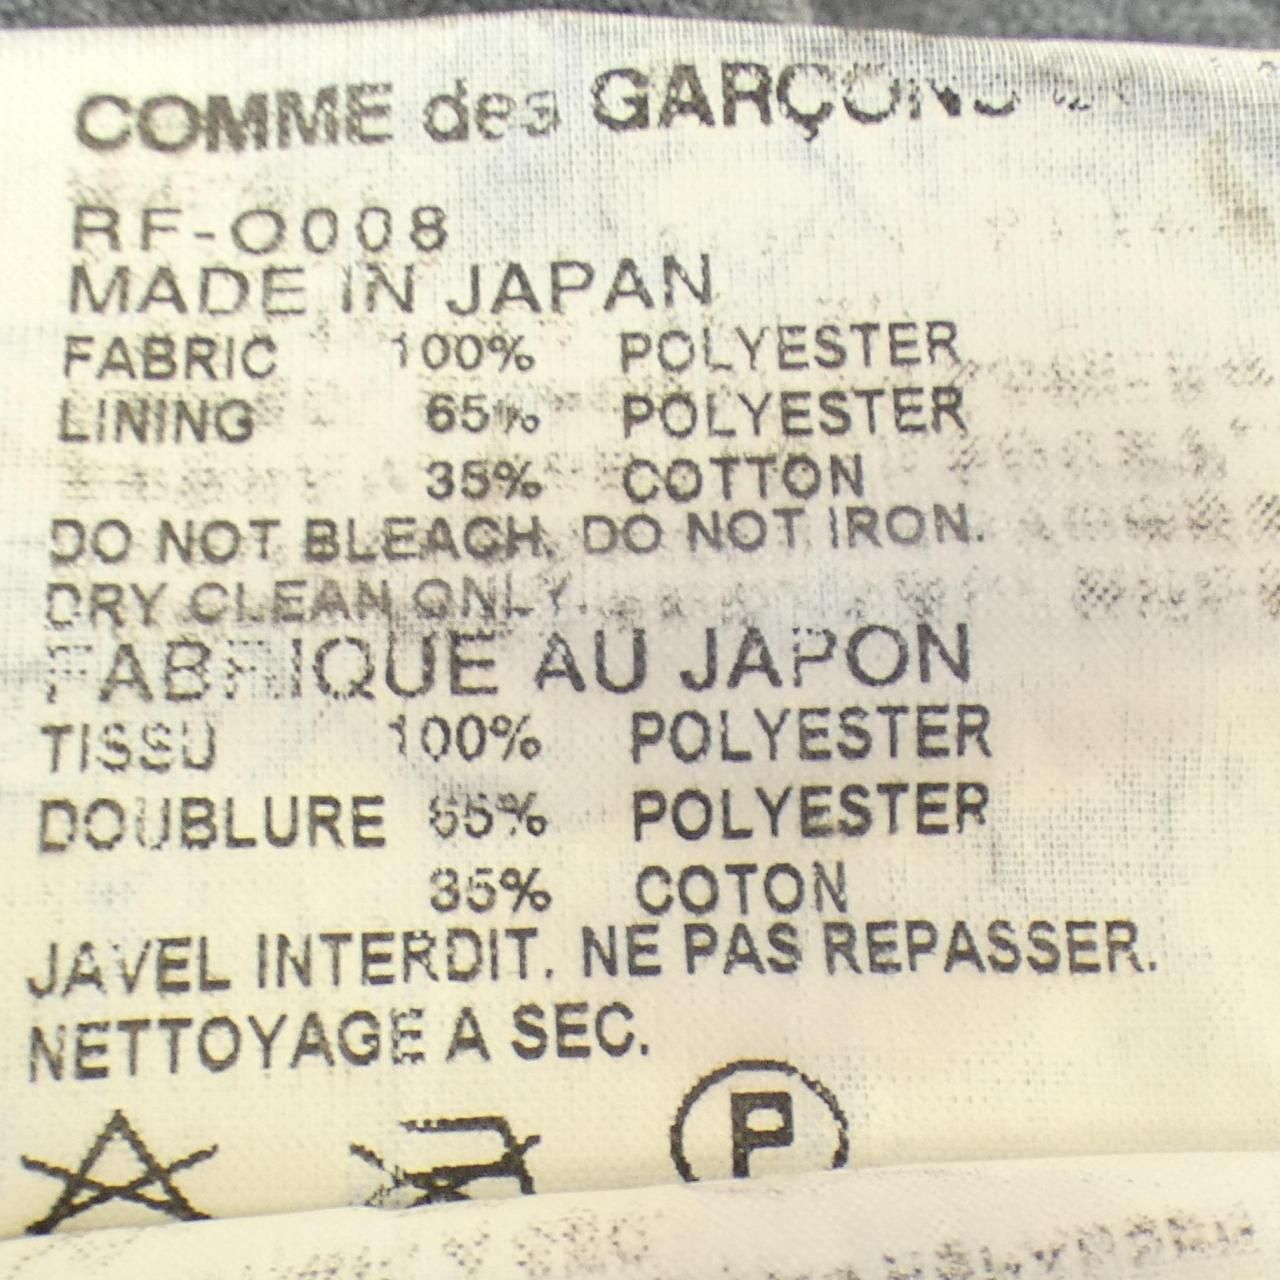 COMME des GARÇONS
RF-O008
MADE IN JAPAN
FABRIC 100% POLYESTER
LINING 65% POLYESTER
35% COTTON
DO NOT BLEACH. DO NOT IRON.
DRY CLEAN ONLY.
FABRIQUE AU JAPON
TISSU 100% POLYESTER
DOUBLURE 65% POLYESTER
35% COTON
JAVEL INTERDIT. NE PAS REPASSER.
NETTOYAGE A SEC.
P